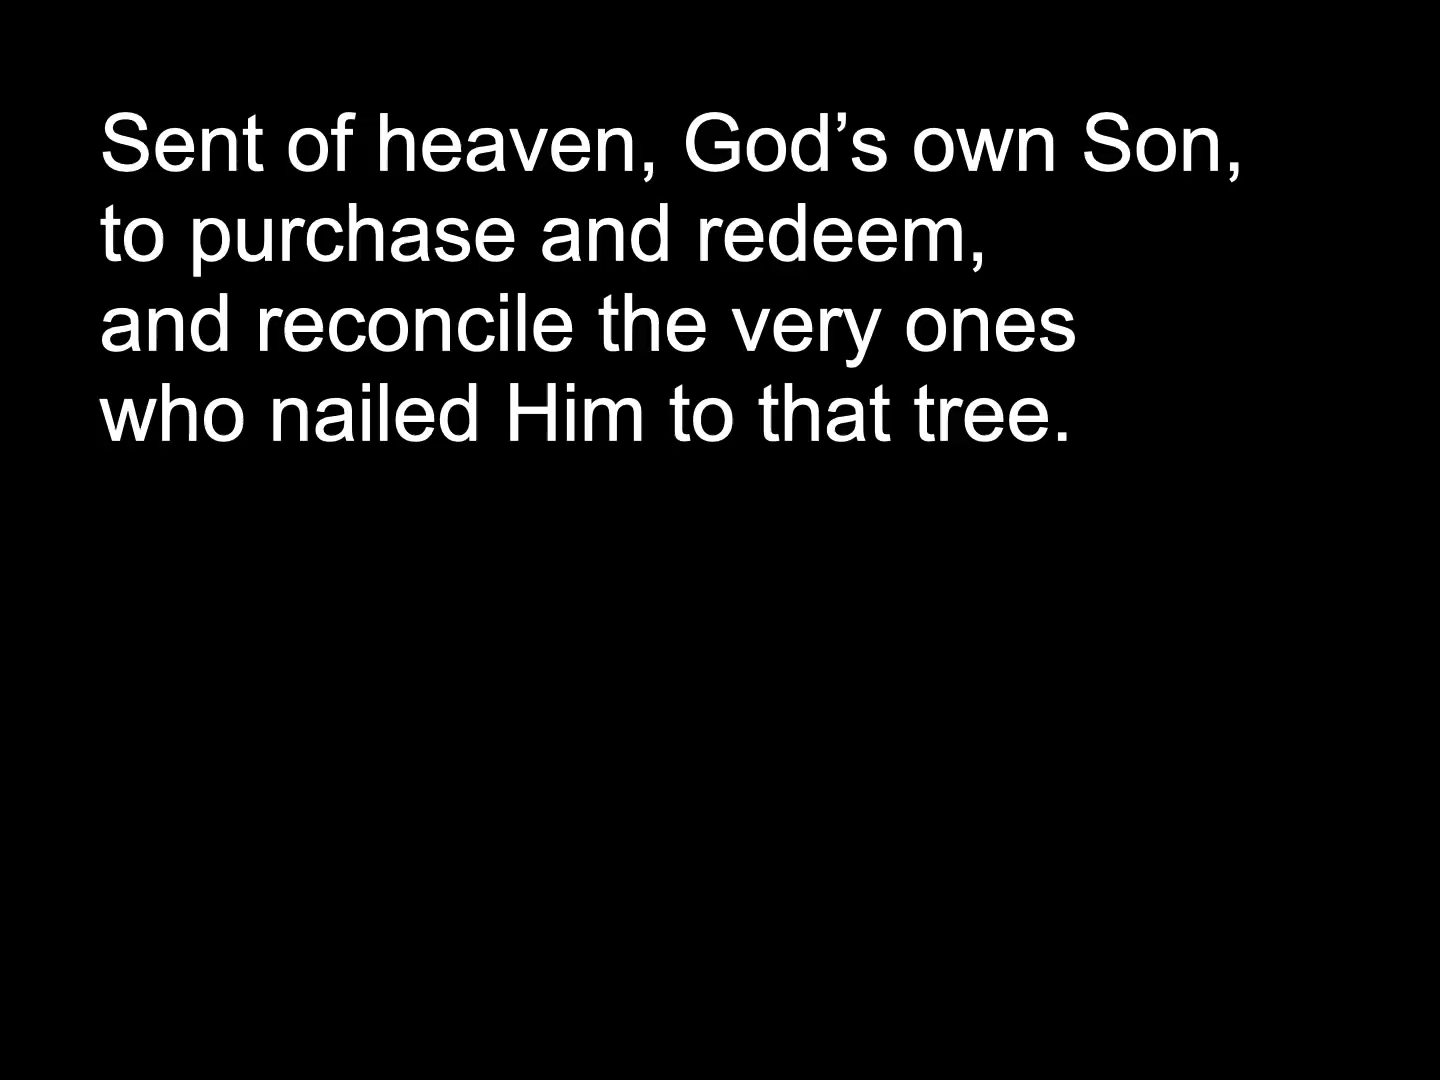 Sent of heaven, God’s own Son,
to purchase and redeem,
and reconcile the very ones
who nailed Him to that tree.